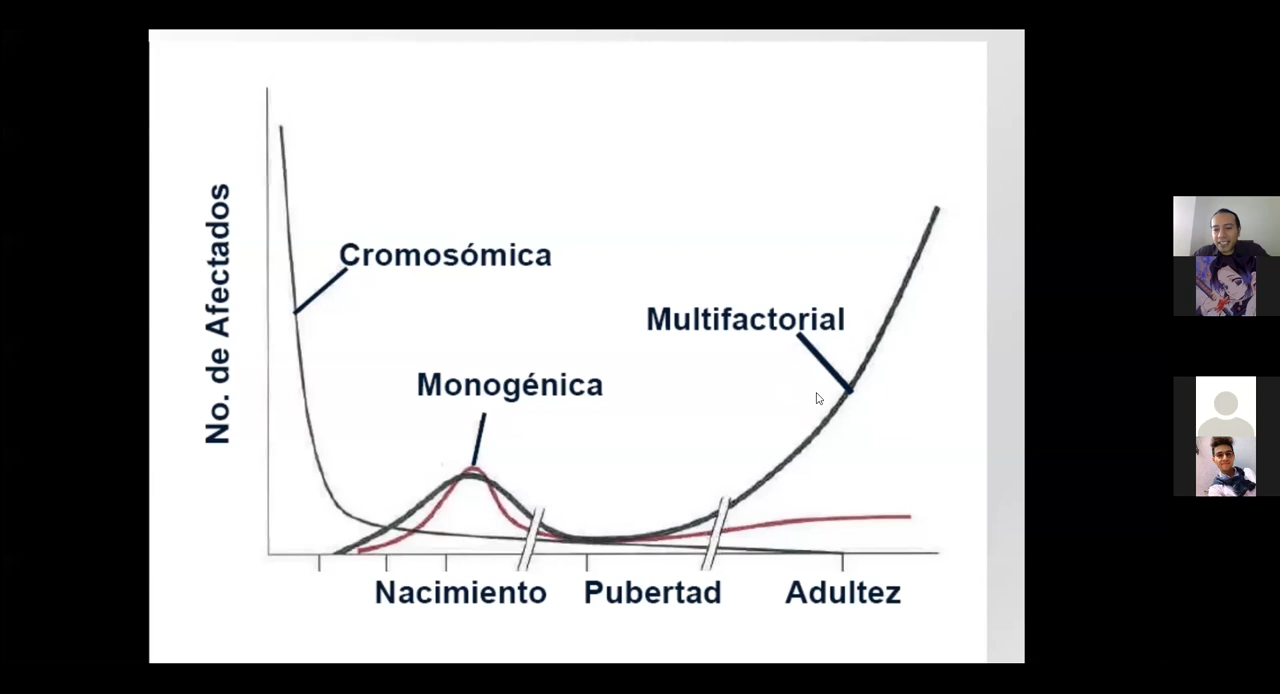 No. de Afectados
Cromosómica
Multifactorial
Monogénica
Nacimiento
Pubertad
Adultez